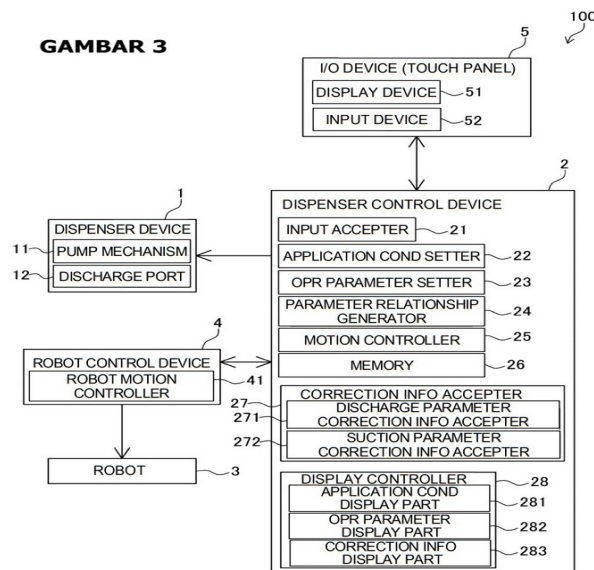 GAMBAR 3
100
5
I/O DEVICE (TOUCH PANEL)
DISPLAY DEVICE
51
INPUT DEVICE
52
2
DISPENSER CONTROL DEVICE
INPUT ACCEPTER
21
APPLICATION COND SETTER
22
OPR PARAMETER SETTER
23
PARAMETER RELATIONSHIP
GENERATOR
24
MOTION CONTROLLER
25
MEMORY
26
1
DISPENSER DEVICE
11
PUMP MECHANISM
12
DISCHARGE PORT
4
ROBOT CONTROL DEVICE
ROBOT MOTION
CONTROLLER
41
ROBOT
3
CORRECTION INFO ACCEPTER
27
DISCHARGE PARAMETER
271
CORRECTION INFO ACCEPTER
272
SUCTION PARAMETER
CORRECTION INFO ACCEPTER
DISPLAY CONTROLLER
28
APPLICATION COND
DISPLAY PART
281
OPR PARAMETER
DISPLAY PART
282
CORRECTION INFO
DISPLAY PART
283